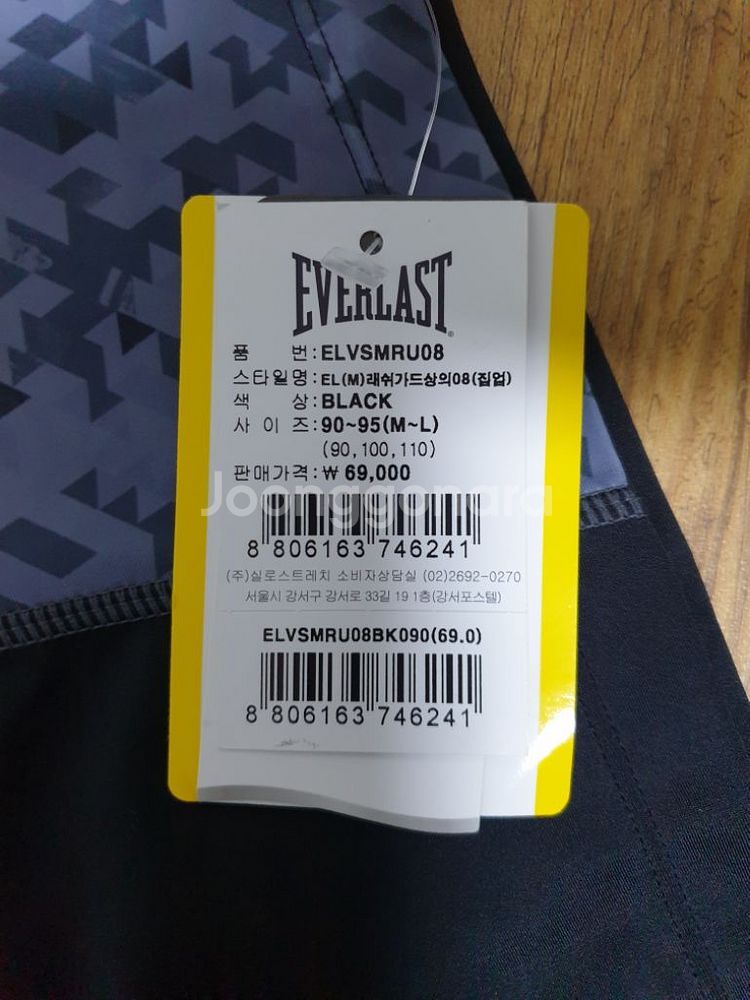 EVERLAST
품 번:ELVSMRU08
스타일명:EL(M)래쉬가드상의08(집업)
색 상:BLACK
사 이 즈:90~95(M~L)
(90,100,110)
판매가격:₩ 69,000
Joonggonara
8 806163 746241
(주)실로스트레치 소비자상담실 (02)2692-0270
서울시 강서구 강서로 33길 19 1층(강서포스텔)
ELVSMRU08BK090(69.0)
8 806163 746241